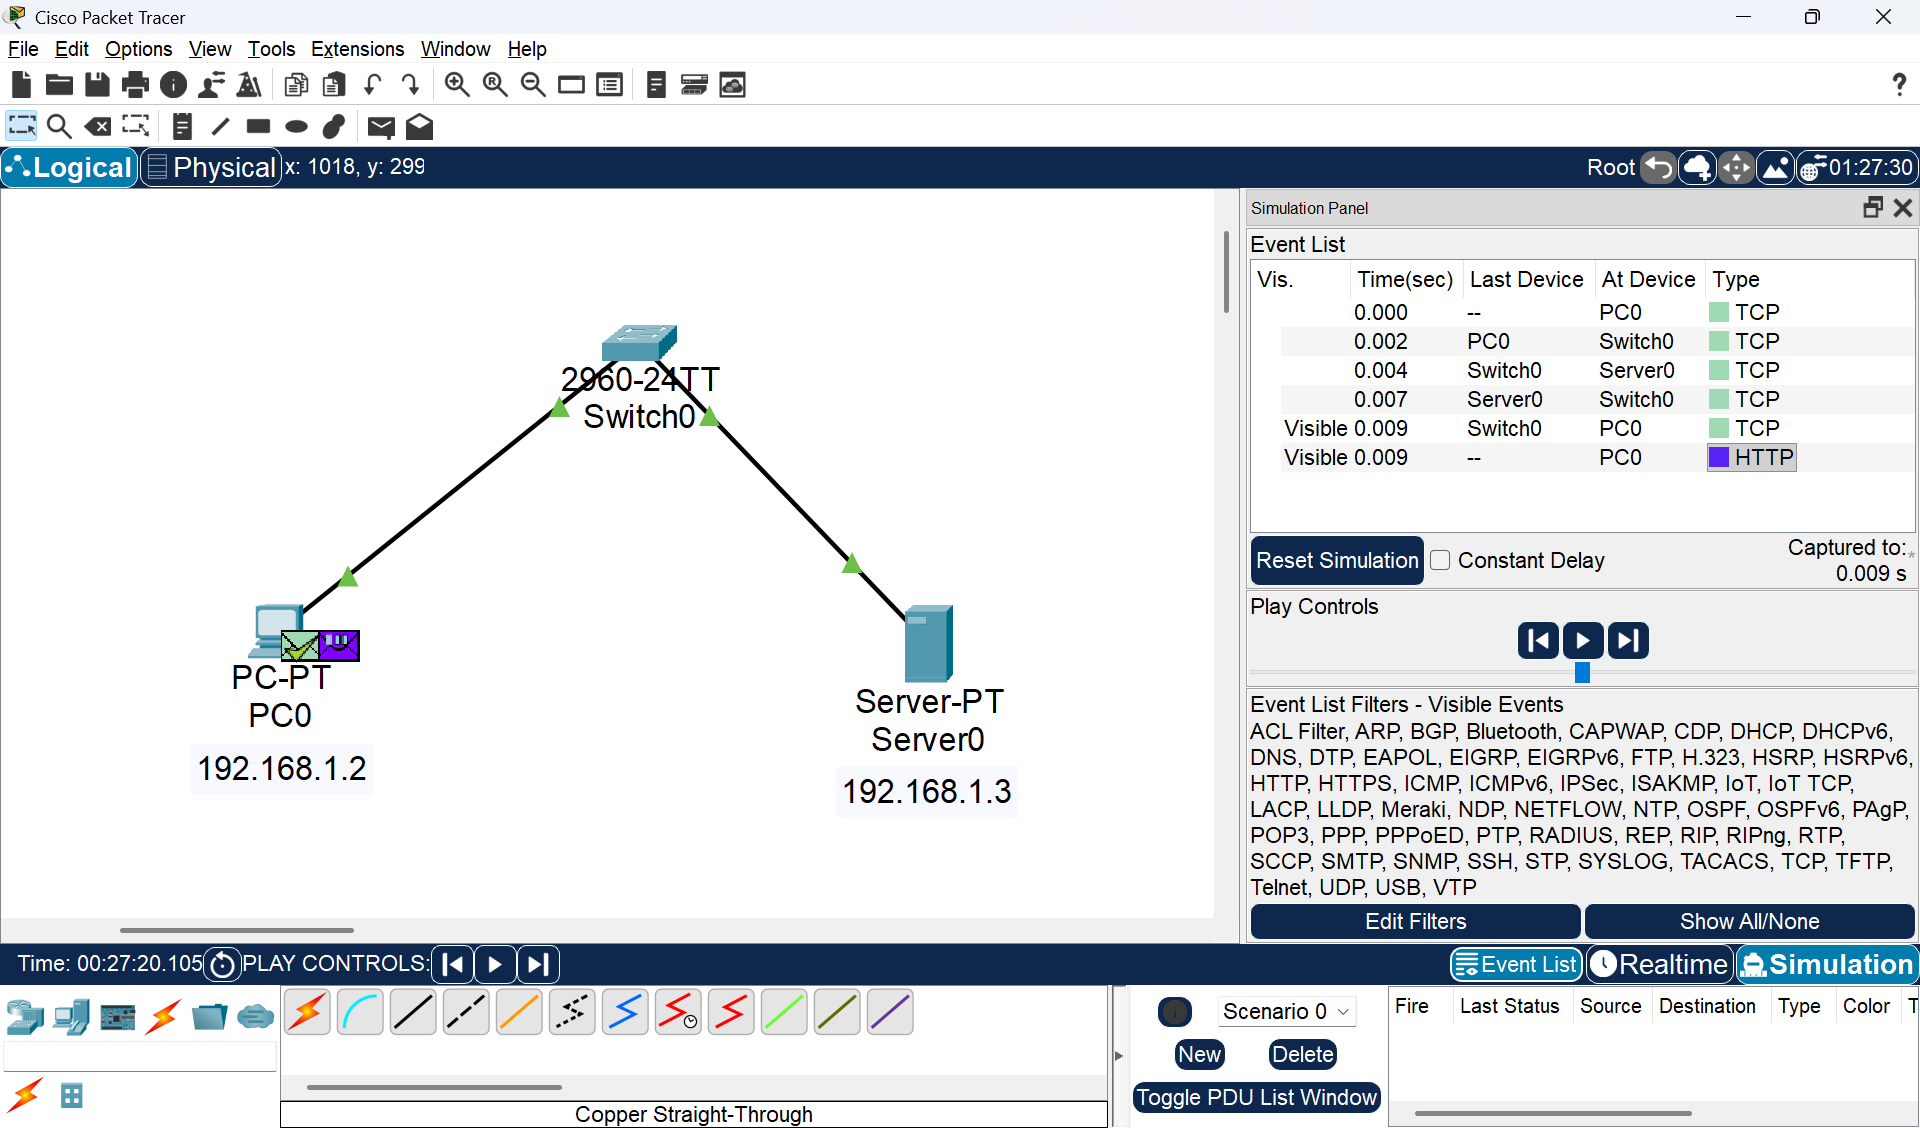 Cisco Packet Tracer
File Edit Options View Tools Extensions Window Help
Logical Physical x: 1018, y: 299
Root 01:27:30
2960-24TT
Switch0
PC-PT
PC0
192.168.1.2
Server-PT
Server0
192.168.1.3
Simulation Panel
Event List
Vis. Time(sec) Last Device At Device Type
0.000 -- PC0 TCP
0.002 PC0 Switch0 TCP
0.004 Switch0 Server0 TCP
0.007 Server0 Switch0 TCP
Visible 0.009 Switch0 PC0 TCP
Visible 0.009 -- PC0 HTTP
Reset Simulation Constant Delay
Captured to: *
0.009 s
Play Controls
Event List Filters - Visible Events
ACL Filter, ARP, BGP, Bluetooth, CAPWAP, CDP, DHCP, DHCPv6,
DNS, DTP, EAPOL, EIGRP, EIGRPv6, FTP, H.323, HSRP, HSRPv6,
HTTP, HTTPS, ICMP, ICMPv6, IPSec, ISAKMP, IoT, IoT TCP,
LACP, LLDP, Meraki, NDP, NETFLOW, NTP, OSPF, OSPFv6, PAgP,
POP3, PPP, PPPoED, PTP, RADIUS, REP, RIP, RIPng, RTP,
SCCP, SMTP, SNMP, SSH, STP, SYSLOG, TACACS, TCP, TFTP,
Telnet, UDP, USB, VTP
Edit Filters Show All/None
Time: 00:27:20.105 PLAY CONTROLS:
Event List Realtime Simulation
Scenario 0
New Delete
Toggle PDU List Window
Fire Last Status Source Destination Type Color T
Copper Straight-Through